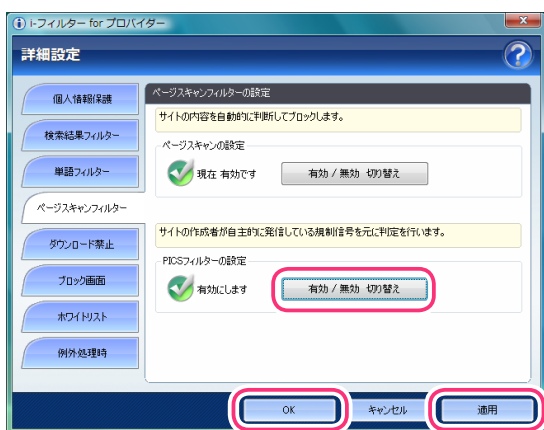 i-フィルター for プロバイダー
詳細設定
個人情報保護
検索結果フィルター
単語フィルター
ページスキャンフィルター
ダウンロード禁止
ブロック画面
ホワイトリスト
例外処理時
ページスキャンフィルターの設定
サイトの内容を自動的に判断してブロックします。
ページスキャンの設定
現在 有効です
有効 / 無効 切り替え
サイトの作成者が自主的に発信している規制信号を元に判定を行います。
PICSフィルターの設定
有効にします
有効 / 無効 切り替え
OK
キャンセル
適用